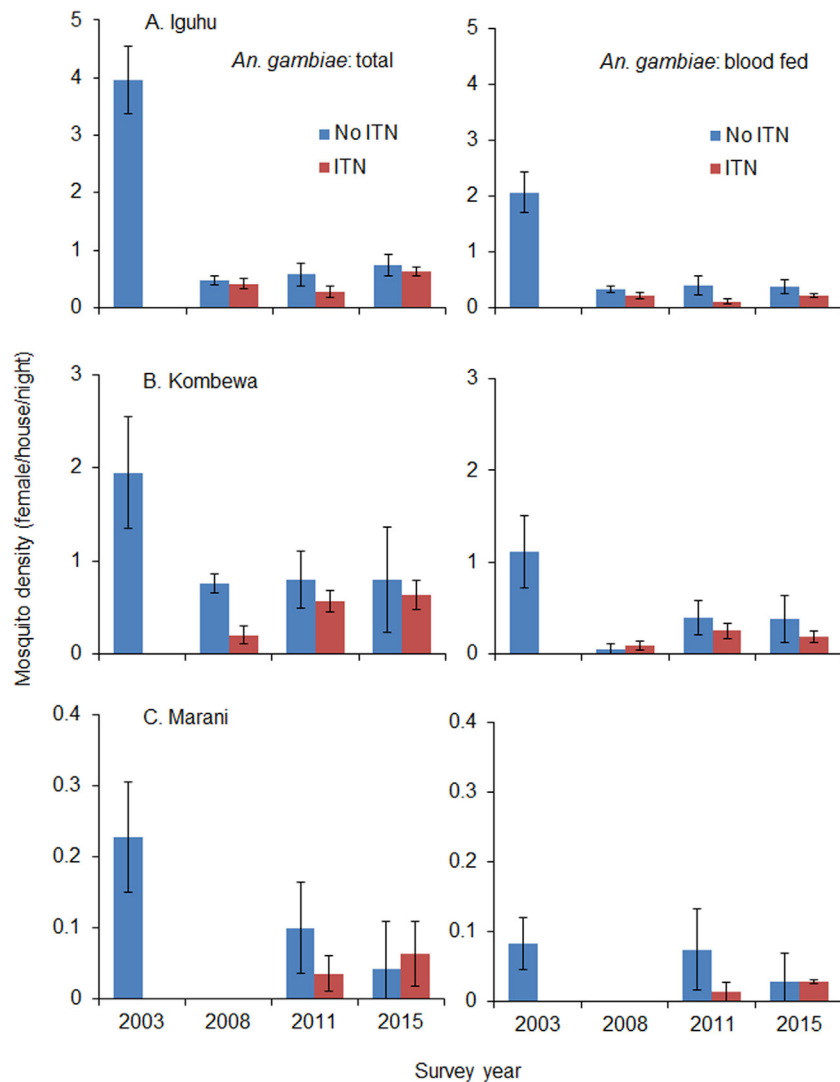 A. Iguhu
An. gambiae: total
No ITN
ITN
5
4
3
2
1
0
An. gambiae: blood fed
No ITN
ITN
5
4
3
2
1
0
Mosquito density (female/house/night)
B. Kombewa
3
2
1
0
3
2
1
0
C. Marani
0.4
0.3
0.2
0.1
0
2003 2008 2011 2015
0.4
0.3
0.2
0.1
0
2003 2008 2011 2015
Survey year